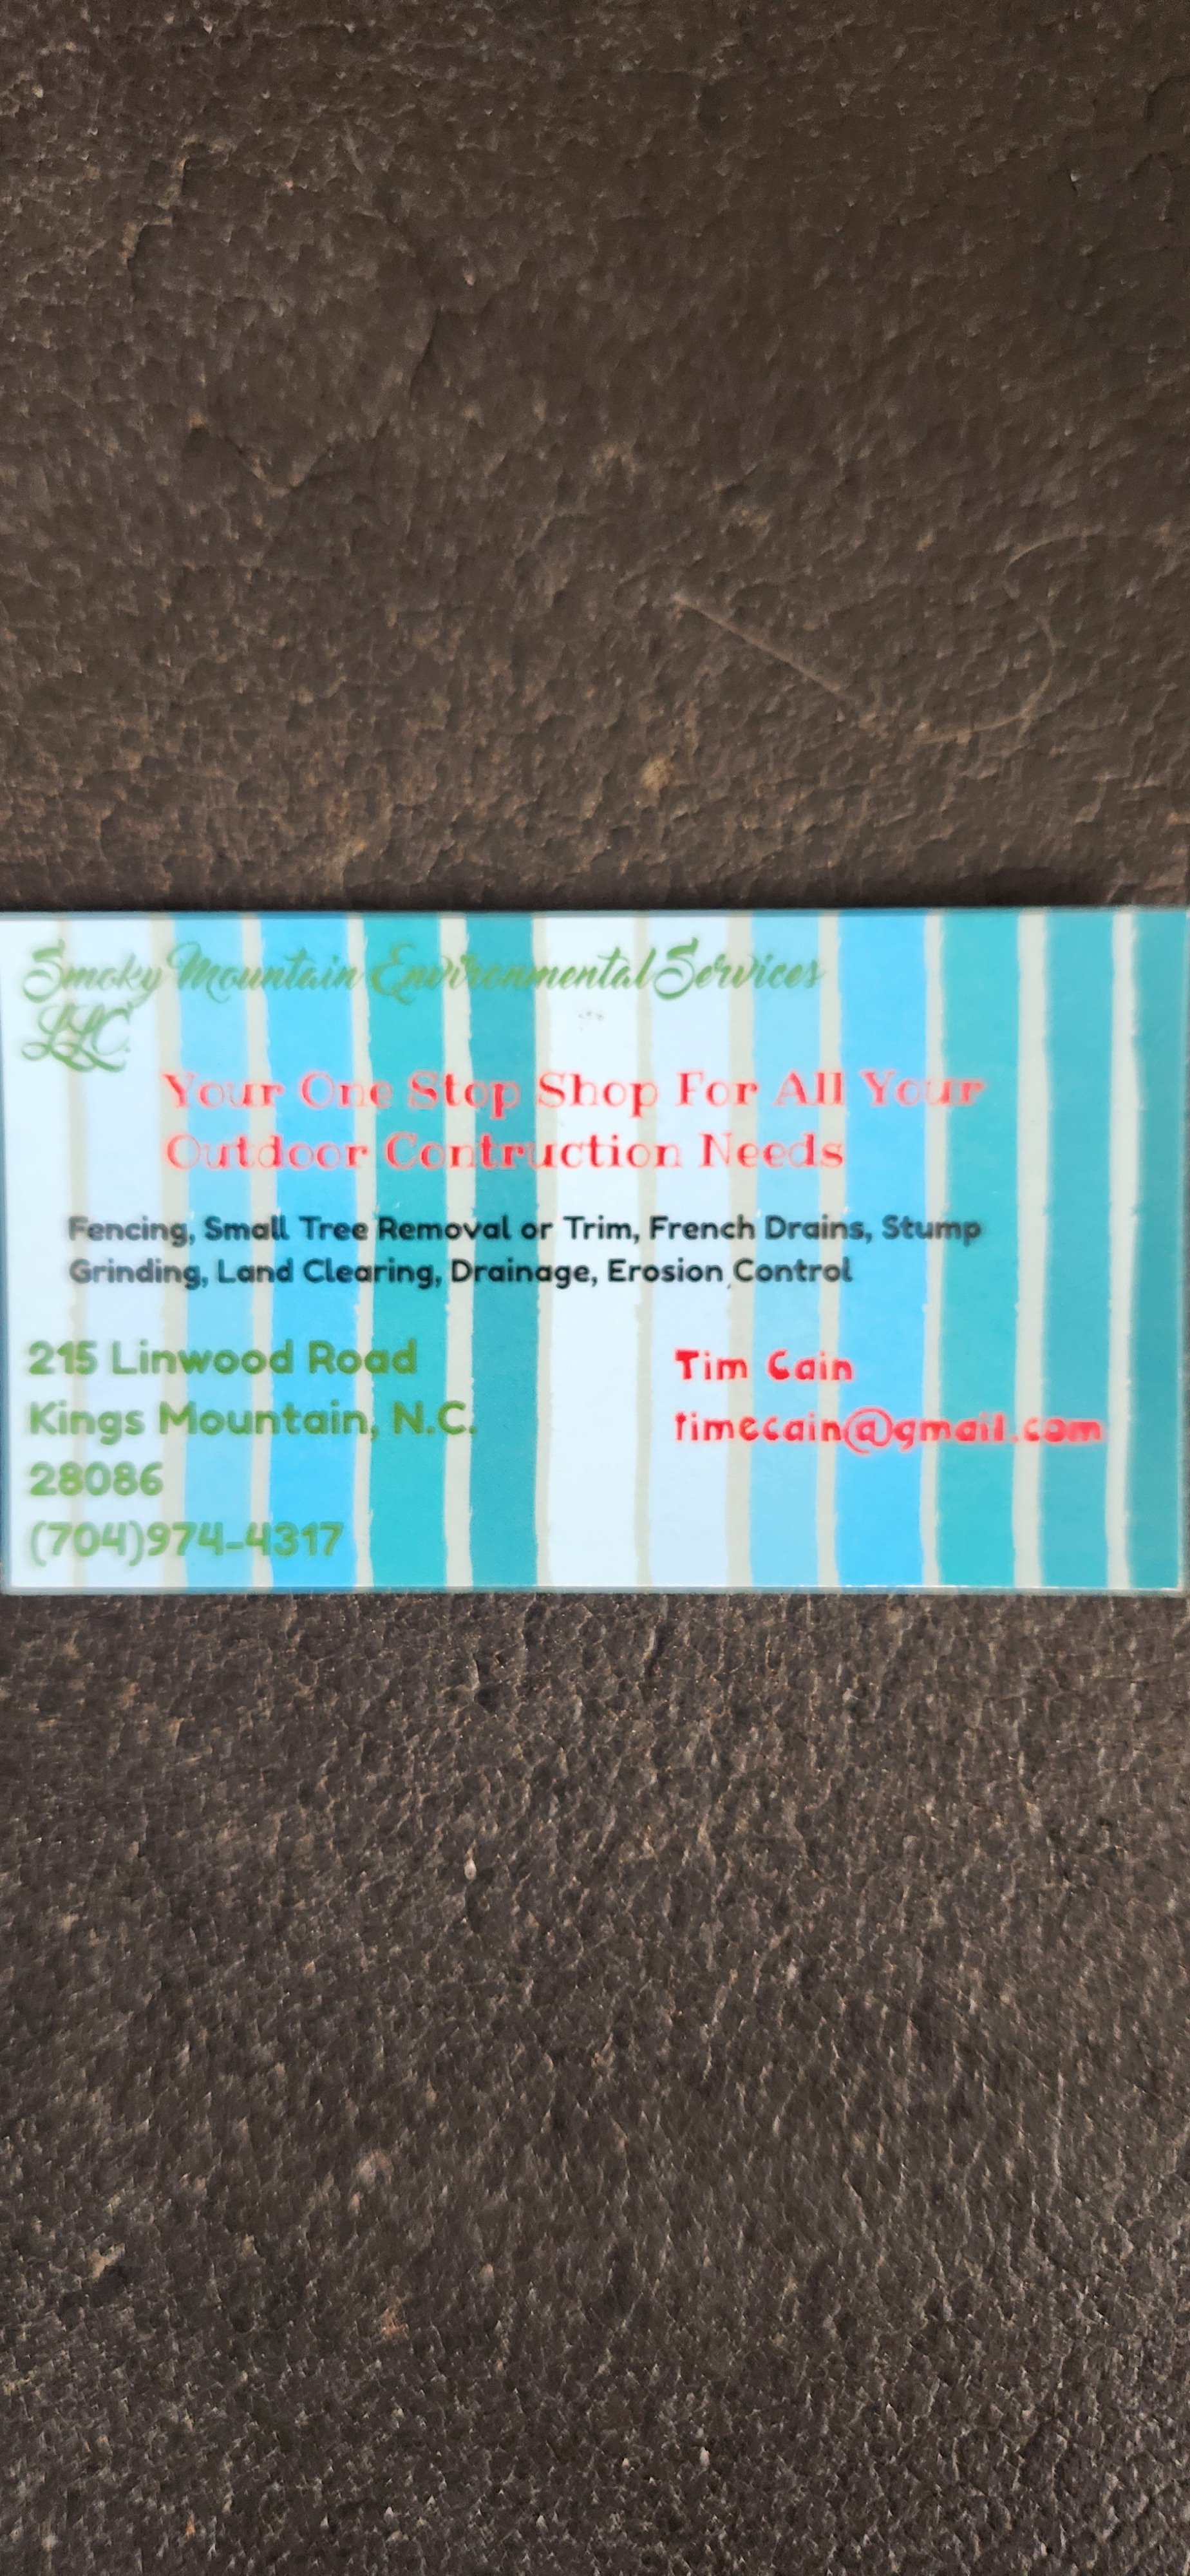 Smoky Mountain Environmental Services
LLC.
Your One Stop Shop For All Your
Outdoor Contruction Needs
Fencing, Small Tree Removal or Trim, French Drains, Stump
Grinding, Land Clearing, Drainage, Erosion Control
215 Linwood Road
Kings Mountain, N.C.
28086
(704)974-4317
Tim Cain
timecain@gmail.com